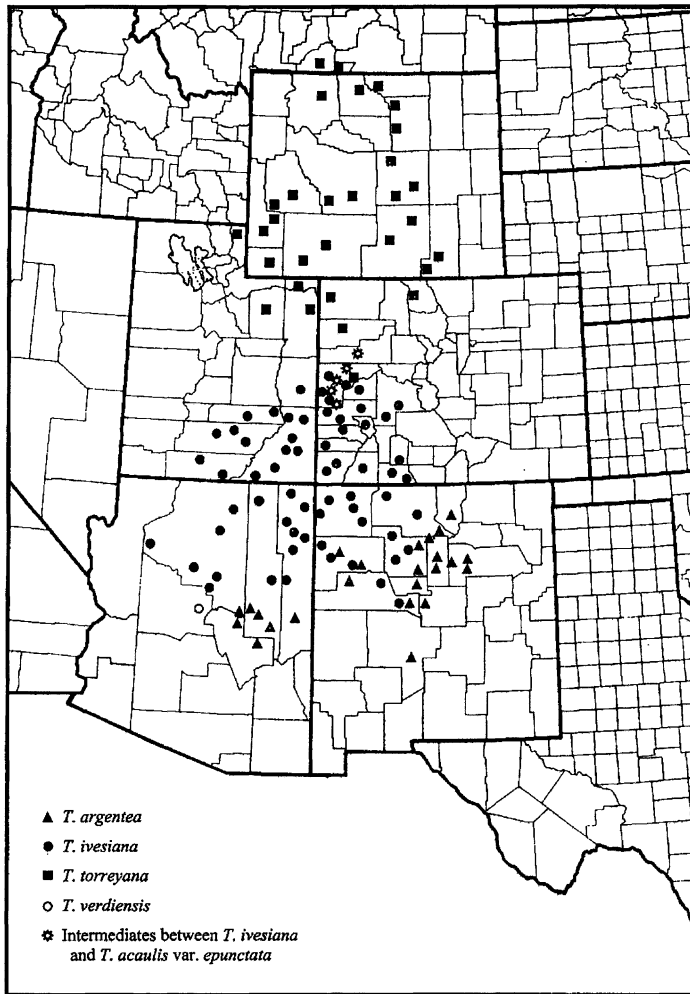 T. argentea
T. ivesiana
T. torreyana
T. verdiensis
Intermediates between T. ivesiana
and T. acaulis var. epunctata